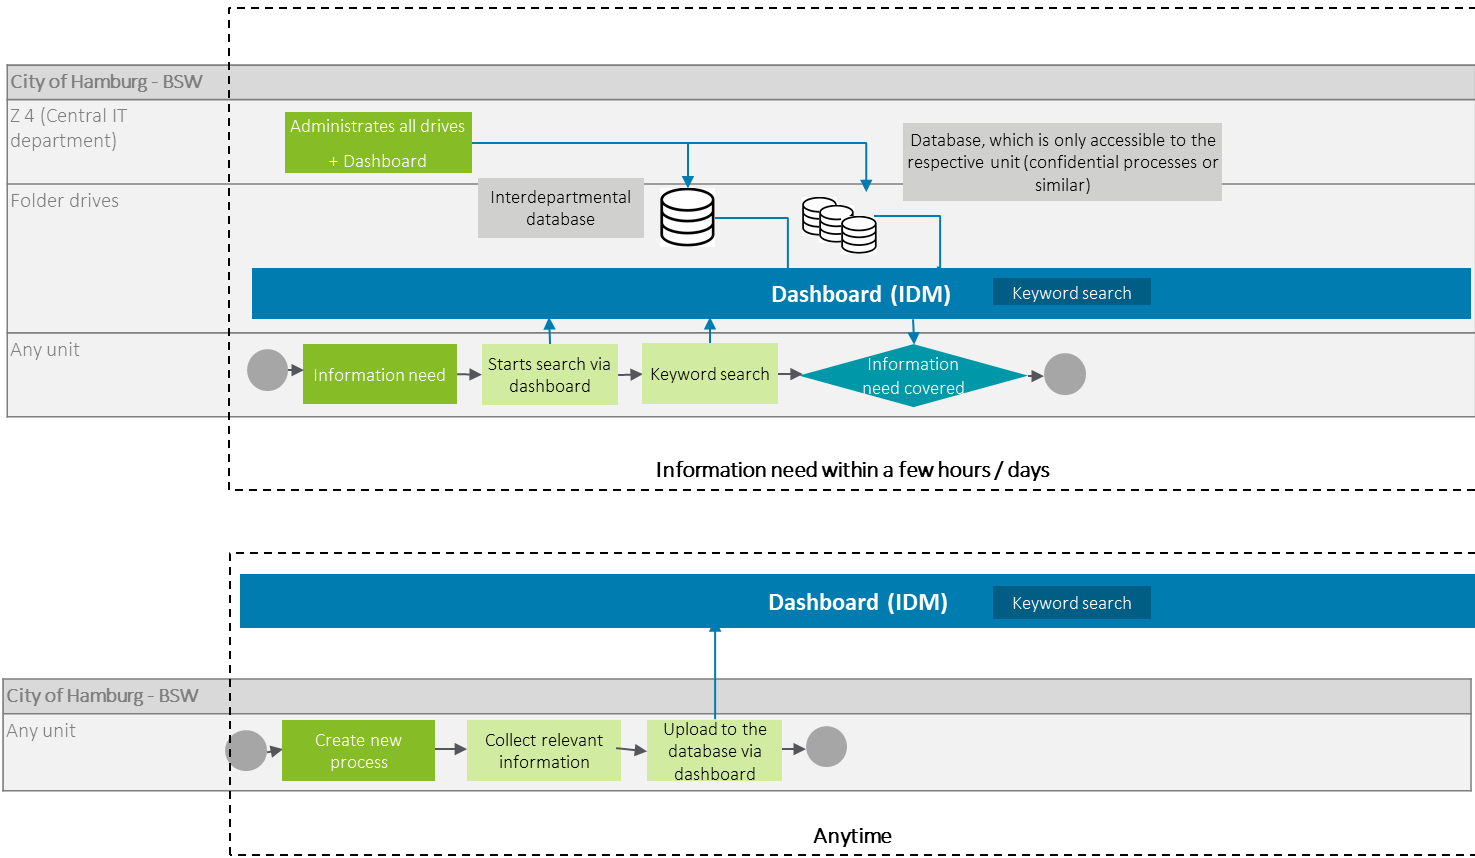 City of Hamburg - BSW
Z 4 (Central IT
department)
Administrates all drives
+ Dashboard
Database, which is only accessible to the
respective unit (confidential processes or
similar)
Folder drives
Interdepartmental
database
Dashboard (IDM)
Keyword search
Any unit
Information need
Starts search via
dashboard
Keyword search
Information
need covered
Information need within a few hours / days
Dashboard (IDM)
Keyword search
City of Hamburg - BSW
Any unit
Create new
process
Collect relevant
information
Upload to the
database via
dashboard
Anytime